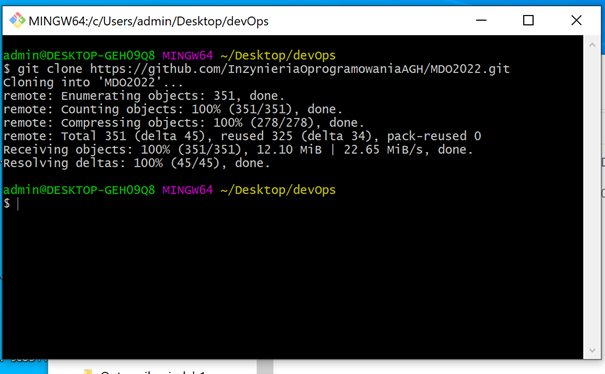 MINGW64:/c/Users/admin/Desktop/devOps
admin@DESKTOP-GEH09Q8 MINGW64 ~/Desktop/devOps
$ git clone https://github.com/InzynieriaOprogramowaniaAGH/MDO2022.git
Cloning into 'MDO2022'...
remote: Enumerating objects: 351, done.
remote: Counting objects: 100% (351/351), done.
remote: Compressing objects: 100% (278/278), done.
remote: Total 351 (delta 45), reused 325 (delta 34), pack-reused 0
Receiving objects: 100% (351/351), 12.10 MiB | 22.65 MiB/s, done.
Resolving deltas: 100% (45/45), done.
admin@DESKTOP-GEH09Q8 MINGW64 ~/Desktop/devOps
$